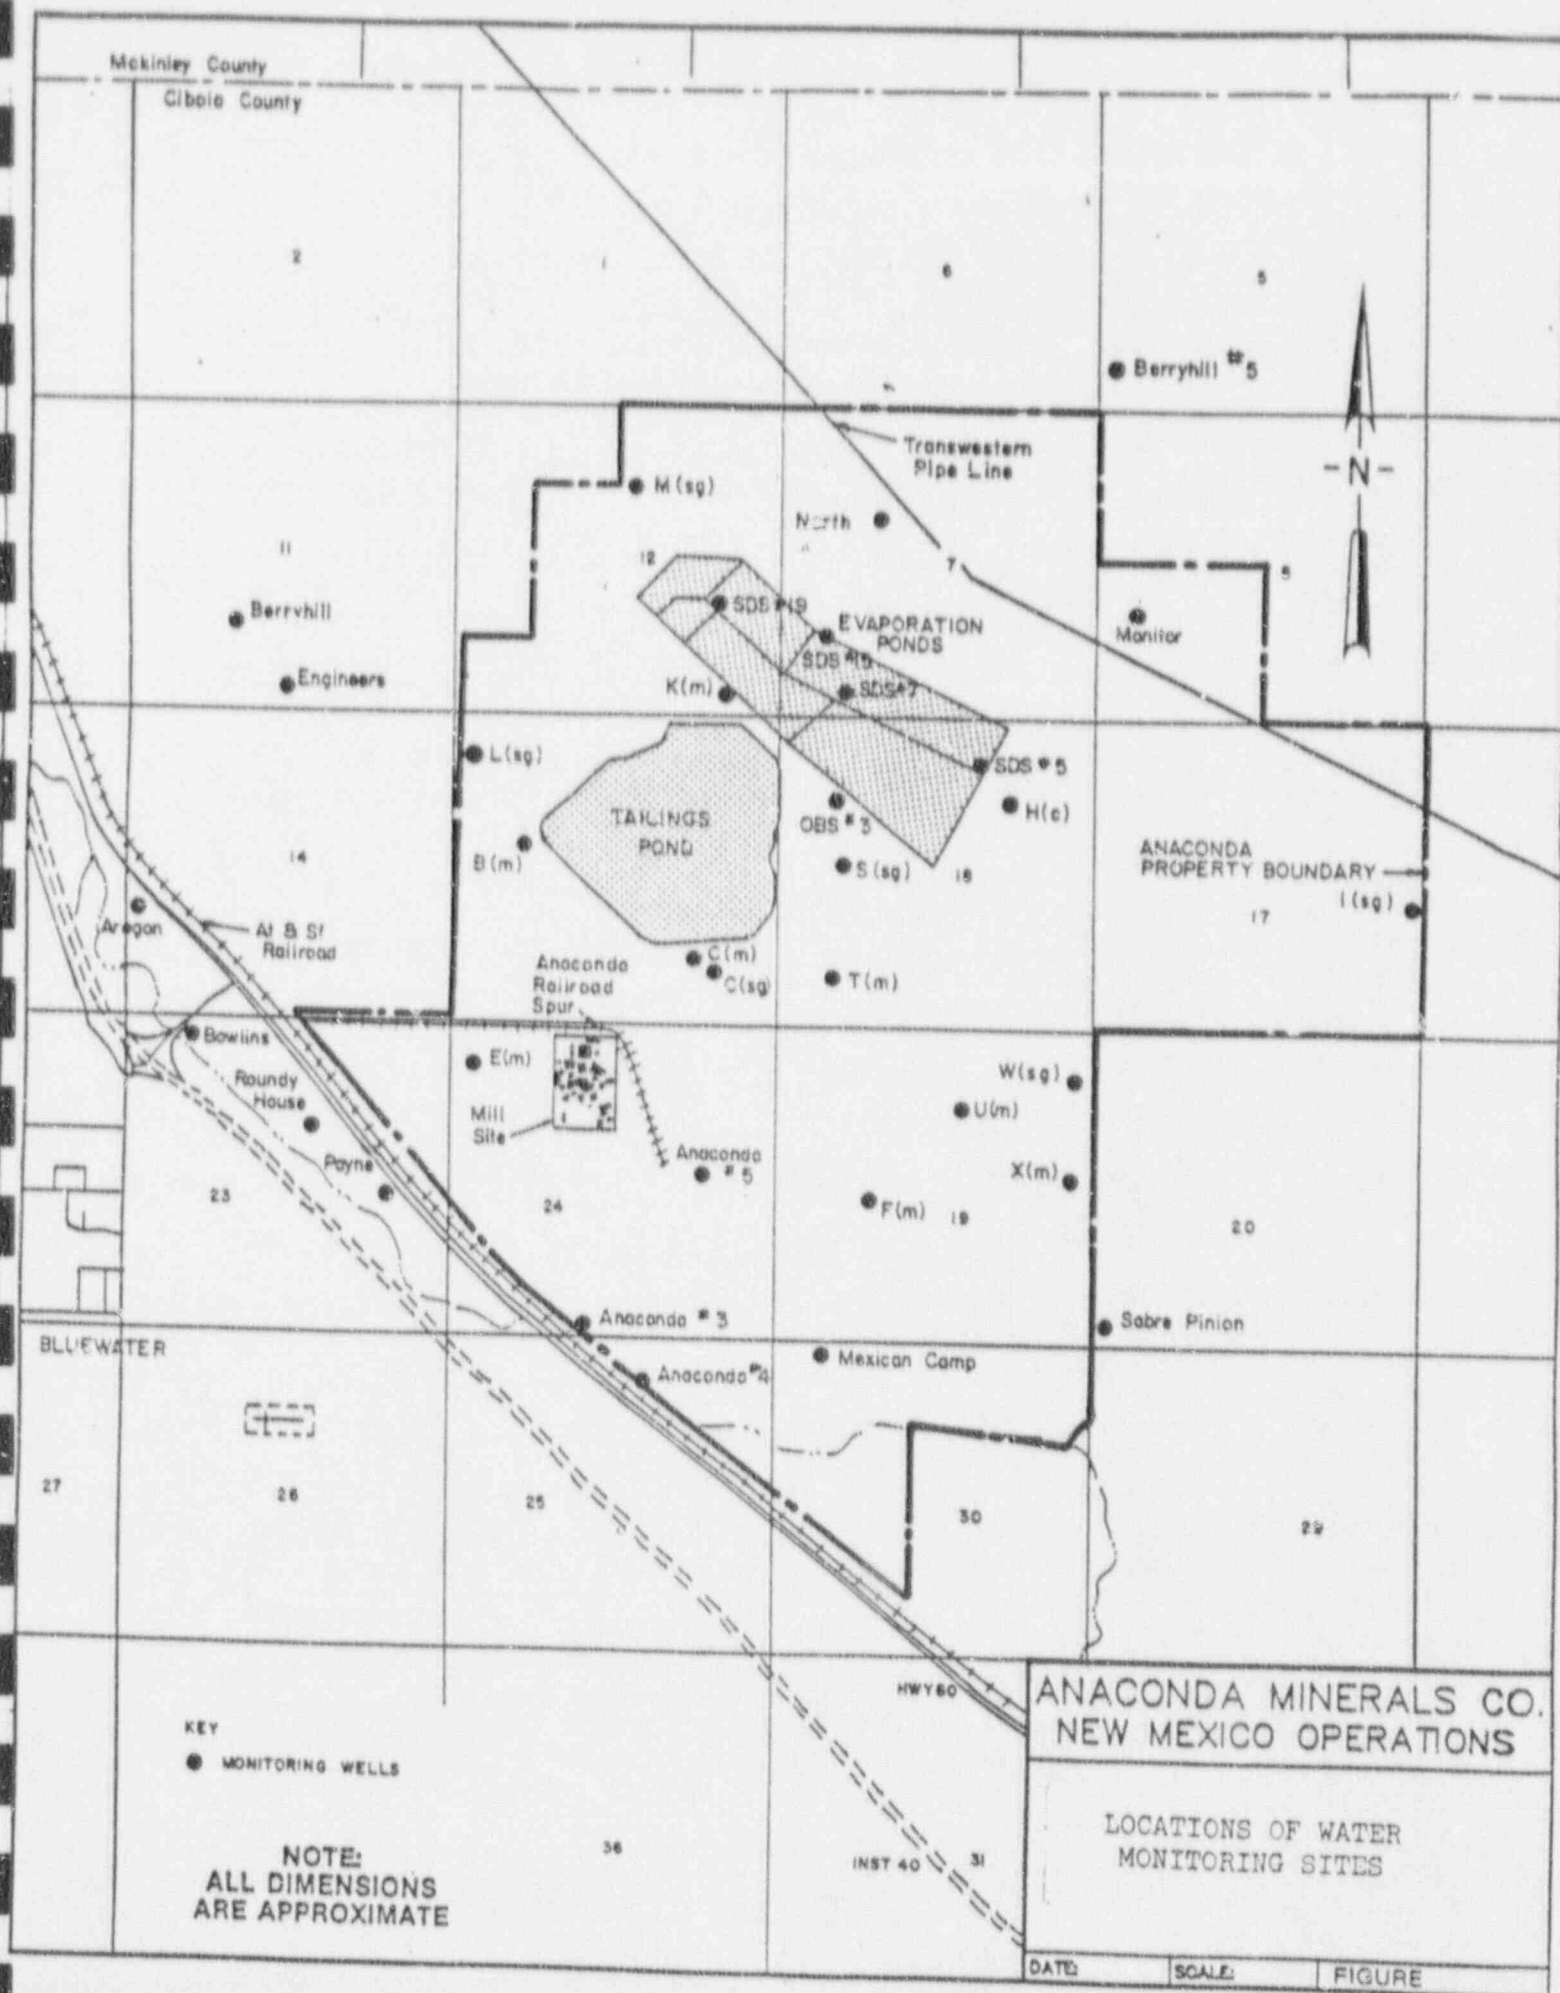 Mckinley County
Cibola County
2
1
6
5
Berryhill #5
Transwestern
Pipe Line
-N-
M(sg)
North
11
12
7
8
Berryhill
SDS #19
EVAPORATION
PONDS
Monitor
SDS #15
Engineers
K(m)
SDS#7
L(sg)
SDS #5
TAILINGS
POND
OBS #3
H(c)
ANACONDA
PROPERTY BOUNDARY
14
B(m)
S(sg)
18
I(sg)
17
Aragon
At & Sf
Railroad
C(m)
C(sg)
T(m)
Anaconda
Railroad
Spur
Bowlins
E(m)
W(sg)
Roundy
House
Mill
Site
U(m)
Payne
Anaconda
#5
X(m)
23
24
F(m)
19
20
Anaconda #3
Sabre Pinion
BLUEWATER
Mexican Camp
Anaconda #4
27
26
25
30
29
HWY60
ANACONDA MINERALS CO.
NEW MEXICO OPERATIONS
KEY
MONITORING WELLS
LOCATIONS OF WATER
MONITORING SITES
36
INST 40
31
NOTE:
ALL DIMENSIONS
ARE APPROXIMATE
DATE:
SCALE:
FIGURE